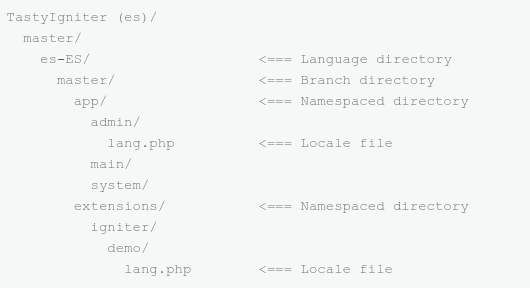 TastyIgniter (es)/
  master/
    es-ES/                    <=== Language directory
      master/                 <=== Branch directory
        app/                  <=== Namespaced directory
          admin/
            lang.php          <=== Locale file
          main/
          system/
        extensions/           <=== Namespaced directory
          igniter/
            demo/
              lang.php        <=== Locale file